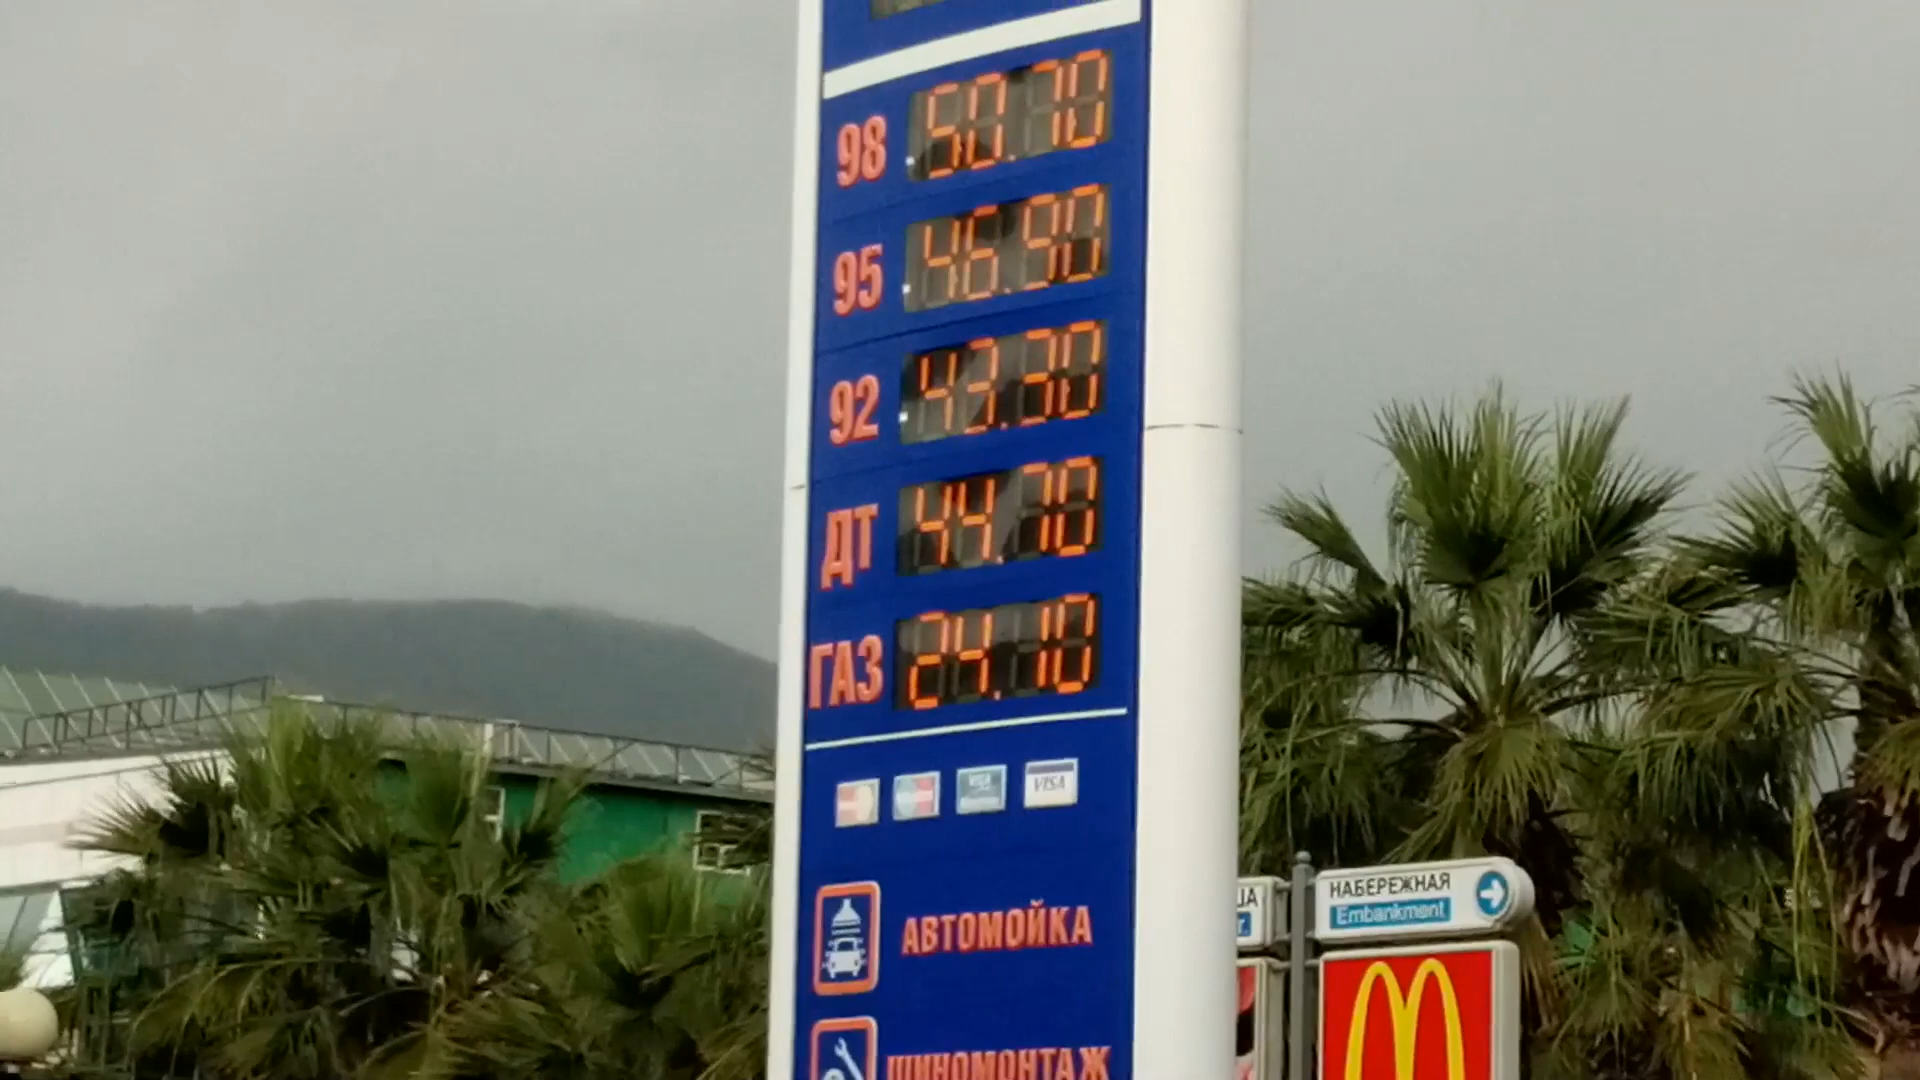 98 50.70
95 46.90
92 43.30
ДТ 44.70
ГАЗ 24.10
VISA
VISA
АВТОМОЙКА
ШИНОМОНТАЖ
НАБЕРЕЖНАЯ
Embankment